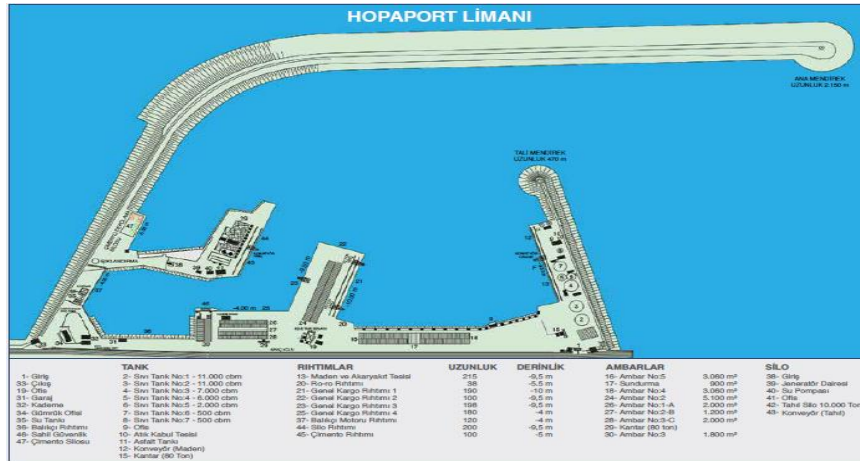 HOPAPORT LİMANI
ANA MENDİREK
UZUNLUK 2.150 m
TALİ MENDİREK
UZUNLUK 470 m
IŞIKLANDIRMA
TANK
1- Giriş
33- Çıkış
19- Ofis
31- Garaj
32- Kademe
34- Gümrük Ofisi
35- Su Tankı
36- Balıkçı Rıhtımı
46- Sahil Güvenlik
47- Çimento Silosu
2- Sıvı Tank No:1 - 11.000 cbm
3- Sıvı Tank No:2 - 11.000 cbm
4- Sıvı Tank No:3 - 7.000 cbm
5- Sıvı Tank No:4 - 6.000 cbm
6- Sıvı Tank No:5 - 2.000 cbm
7- Sıvı Tank No:6 - 500 cbm
8- Sıvı Tank No:7 - 500 cbm
9- Ofis
10- Atık Kabul Tesisi
11- Asfalt Tankı
12- Konveyör (Maden)
15- Kantar (80 Ton)
RIHTIMLAR UZUNLUK DERİNLİK
13- Maden ve Akaryakıt Tesisi 215 -9,5 m
20- Ro-ro Rıhtımı 38 -5.5 m
21- Genel Kargo Rıhtımı 1 190 -10 m
22- Genel Kargo Rıhtımı 2 100 -9,5 m
23- Genel Kargo Rıhtımı 3 198 -9,5 m
25- Genel Kargo Rıhtımı 4 180 -4 m
37- Balıkçı Motoru Rıhtımı 120 -4 m
44- Silo Rıhtımı 200 -9,5 m
45- Çimento Rıhtımı 100 -5 m
AMBARLAR
16- Ambar No:5 3.060 m²
17- Sundurma 900 m²
18- Ambar No:4 3.060 m²
24- Ambar No:2 5.100 m²
26- Ambar No:1-A 2.000 m²
27- Ambar No:2-B 1.200 m²
28- Ambar No:3-C 2.000 m²
29- Kantar (80 ton)
30- Ambar No:3 1.800 m²
SİLO
38- Giriş
39- Jeneratör Dairesi
40- Su Pompası
41- Ofis
42- Tahıl Silo 10.000 Ton
43- Konveyör (Tahıl)